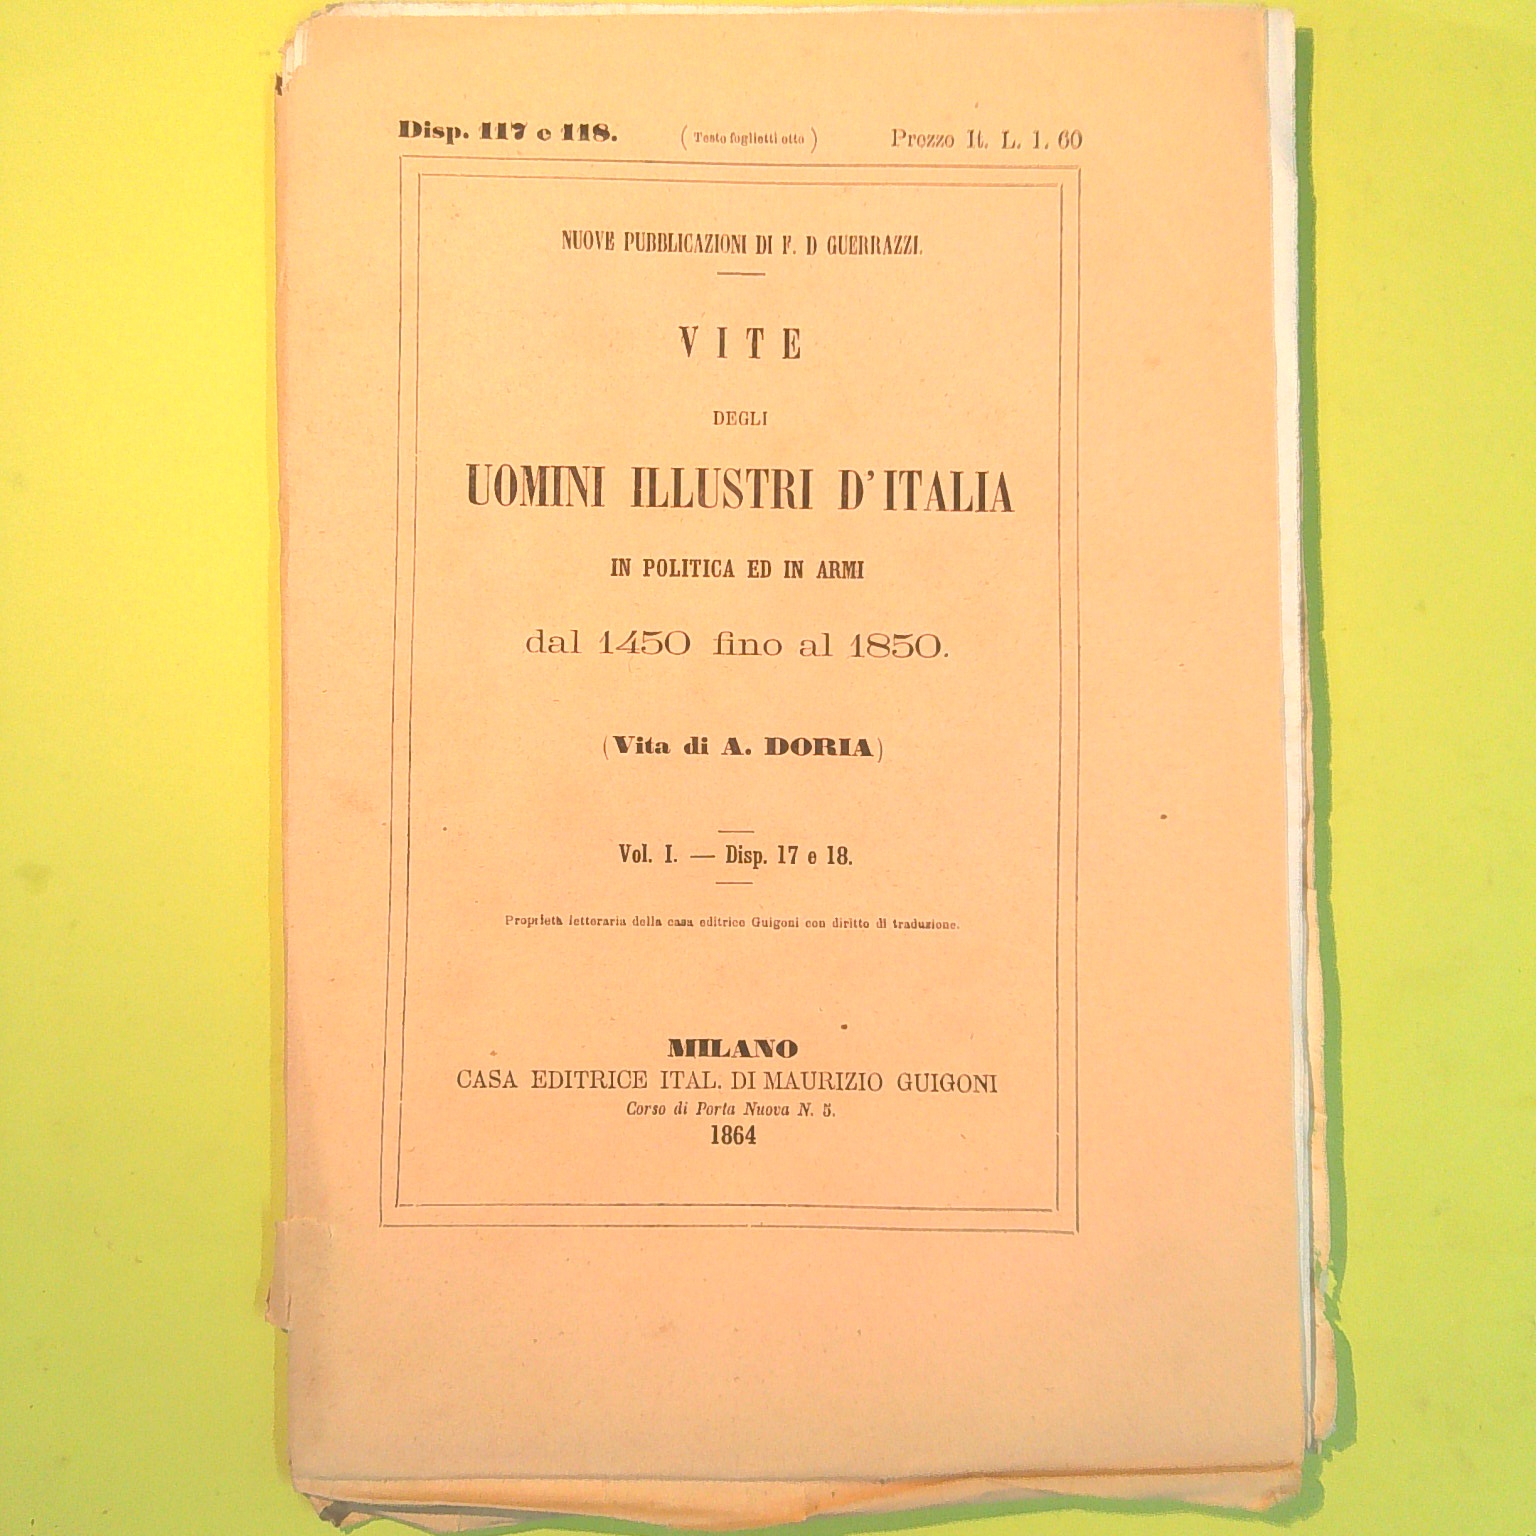 Disp. 117 e 118. (Testo foglietti otto) Prezzo It. L. 1. 60
NUOVE PUBBLICAZIONI DI F. D GUERRAZZI.
VITE
DEGLI
UOMINI ILLUSTRI D'ITALIA
IN POLITICA ED IN ARMI
dal 1450 fino al 1850.
(Vita di A. DORIA)
Vol. I. — Disp. 17 e 18.
Proprietà letteraria della casa editrice Guigoni con diritto di traduzione.
MILANO
CASA EDITRICE ITAL. DI MAURIZIO GUIGONI
Corso di Porta Nuova N. 5.
1864